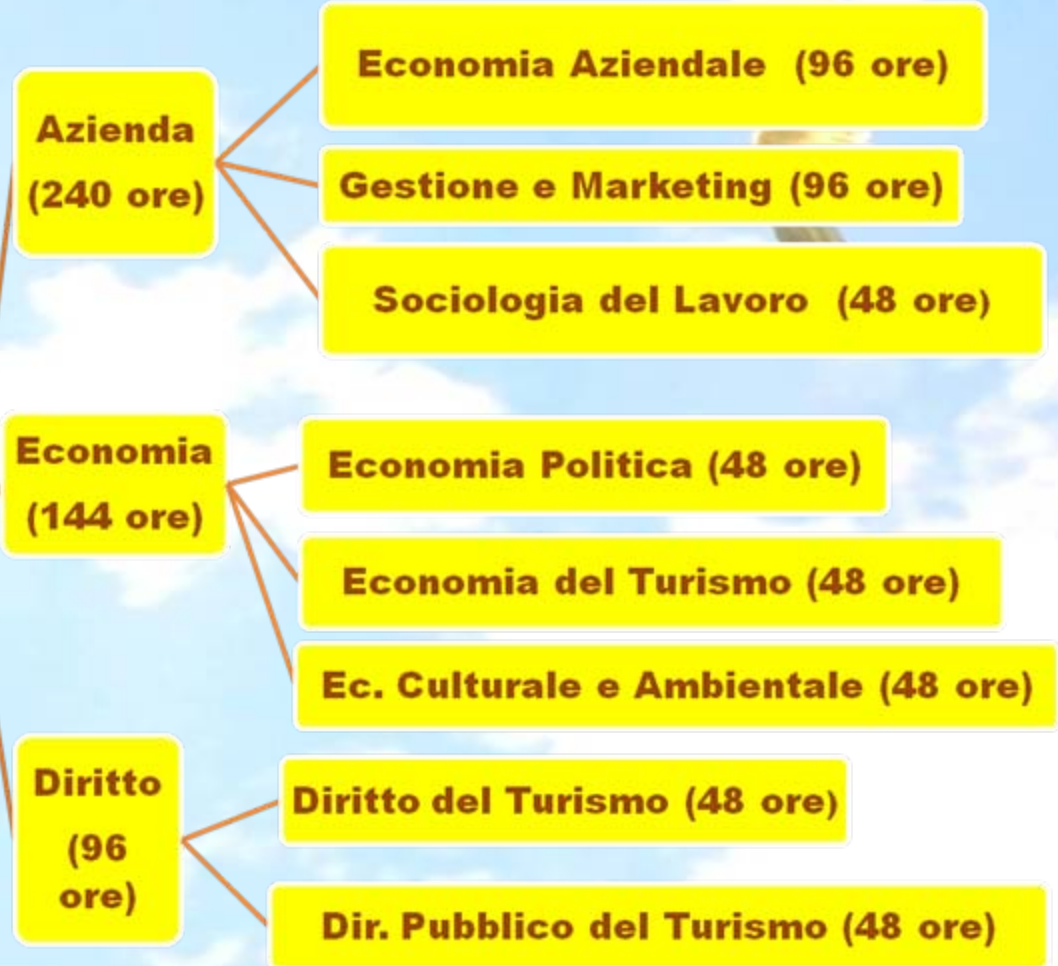 Azienda
(240 ore)
Economia Aziendale (96 ore)
Gestione e Marketing (96 ore)
Sociologia del Lavoro (48 ore)
Economia
(144 ore)
Economia Politica (48 ore)
Economia del Turismo (48 ore)
Ec. Culturale e Ambientale (48 ore)
Diritto
(96
ore)
Diritto del Turismo (48 ore)
Dir. Pubblico del Turismo (48 ore)